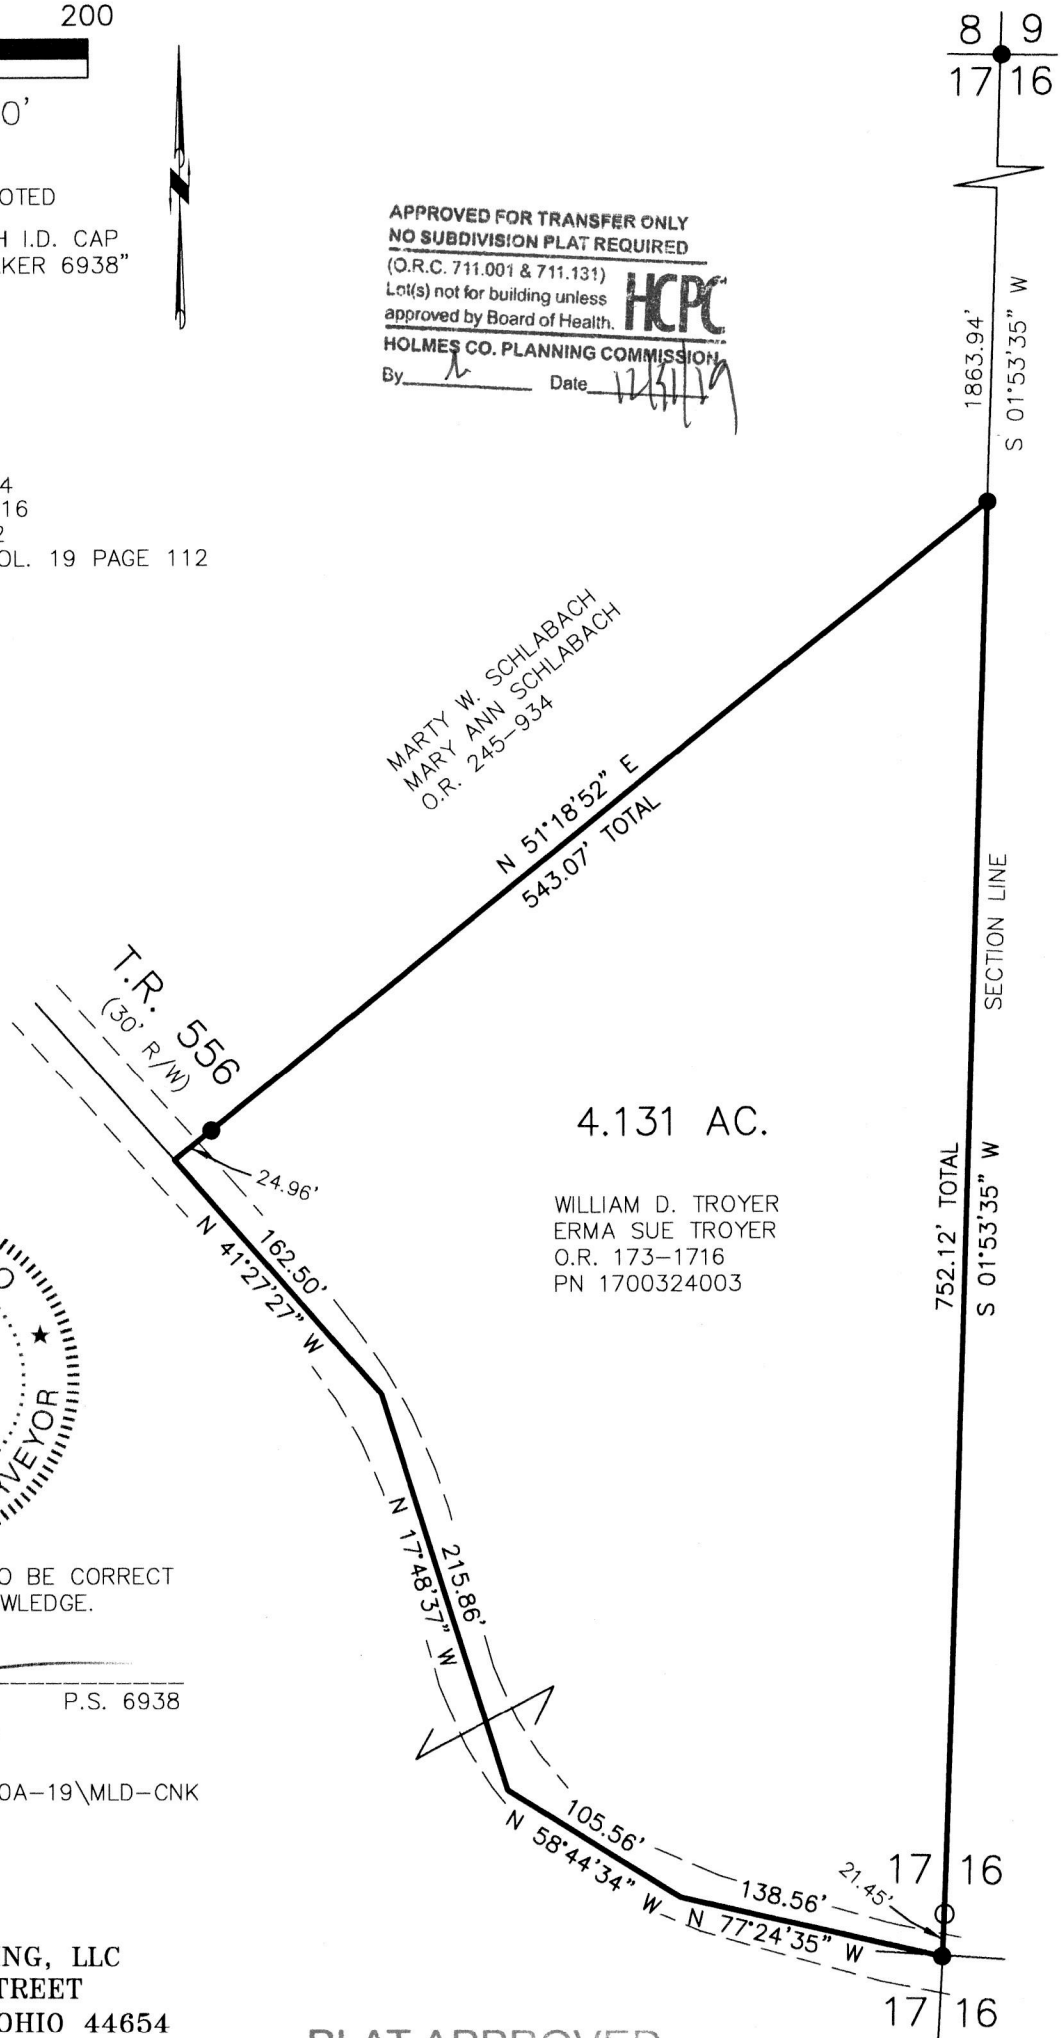 200
0'
8 9
17 16
OTED
H I.D. CAP
KER 6938"
APPROVED FOR TRANSFER ONLY
NO SUBDIVISION PLAT REQUIRED
(O.R.C. 711.001 & 711.131)
Lot(s) not for building unless
approved by Board of Health.
HCPC
HOLMES CO. PLANNING COMMISSION
By Date 12/31/19
1863.94'
S 01°53'35" W
4
16
2
OL. 19 PAGE 112
MARTY W. SCHLABACH
MARY ANN SCHLABACH
O.R. 245-934
N 51°18'52" E
543.07' TOTAL
SECTION LINE
T.R. 556
(30' R/W)
4.131 AC.
24.96'
WILLIAM D. TROYER
ERMA SUE TROYER
O.R. 173-1716
PN 1700324003
752.12' TOTAL
S 01°53'35" W
162.50'
N 41°27'27" W
O
VEYOR
215.86'
N 17°48'37" W
O BE CORRECT
WLEDGE.
P.S. 6938
0A-19\MLD-CNK
105.56'
N 58°44'34" W
138.56'
N 77°24'35" W
21.45'
17 16
17 16
NG, LLC
TREET
OHIO 44654
PLAT APPROVED